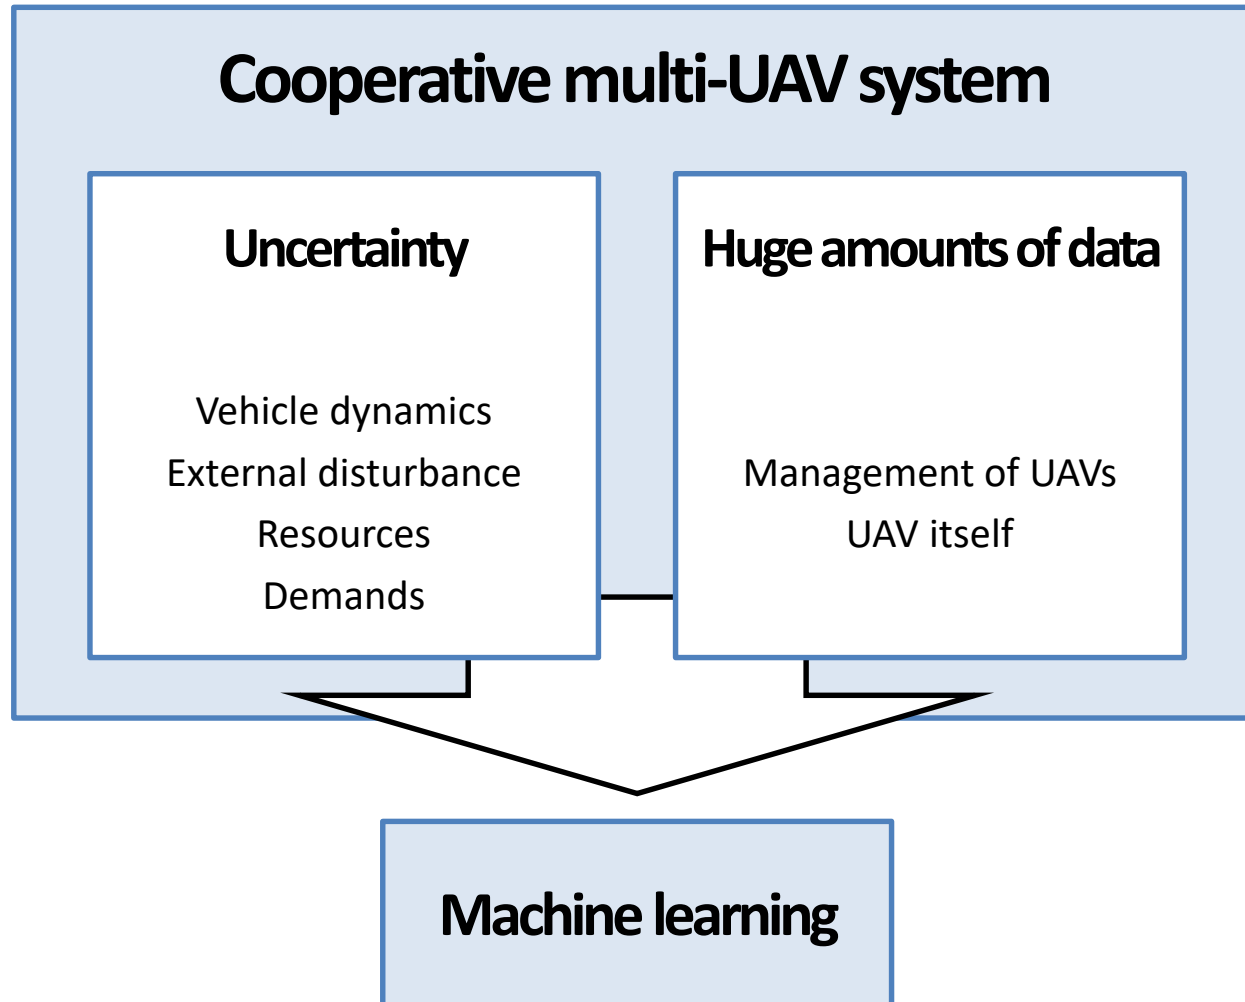 Cooperative multi-UAV system
Uncertainty
Vehicle dynamics
External disturbance
Resources
Demands
Huge amounts of data
Management of UAVs
UAV itself
Machine learning